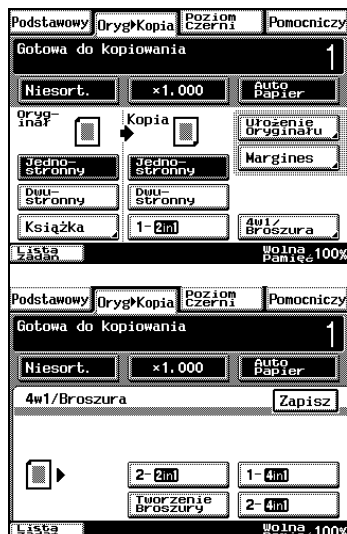 Podstawowy Oryg▸Kopia Poziom Czerni Pomocniczy
Gotowa do kopiowania 1
Niesort. ×1.000 Auto Papier
Oryginał Kopia
Ułożenie Oryginału
Jedno-stronny Jedno-stronny Margines
Dwu-stronny Dwu-stronny
Książka 1-2in1 4w1/Broszura
Lista Zadań Wolna Pamięć 100%
Podstawowy Oryg▸Kopia Poziom Czerni Pomocniczy
Gotowa do kopiowania 1
Niesort. ×1.000 Auto Papier
4w1/Broszura Zapisz
2-2in1 1-4in1
Tworzenie Broszury 2-4in1
Lista Wolna 100%